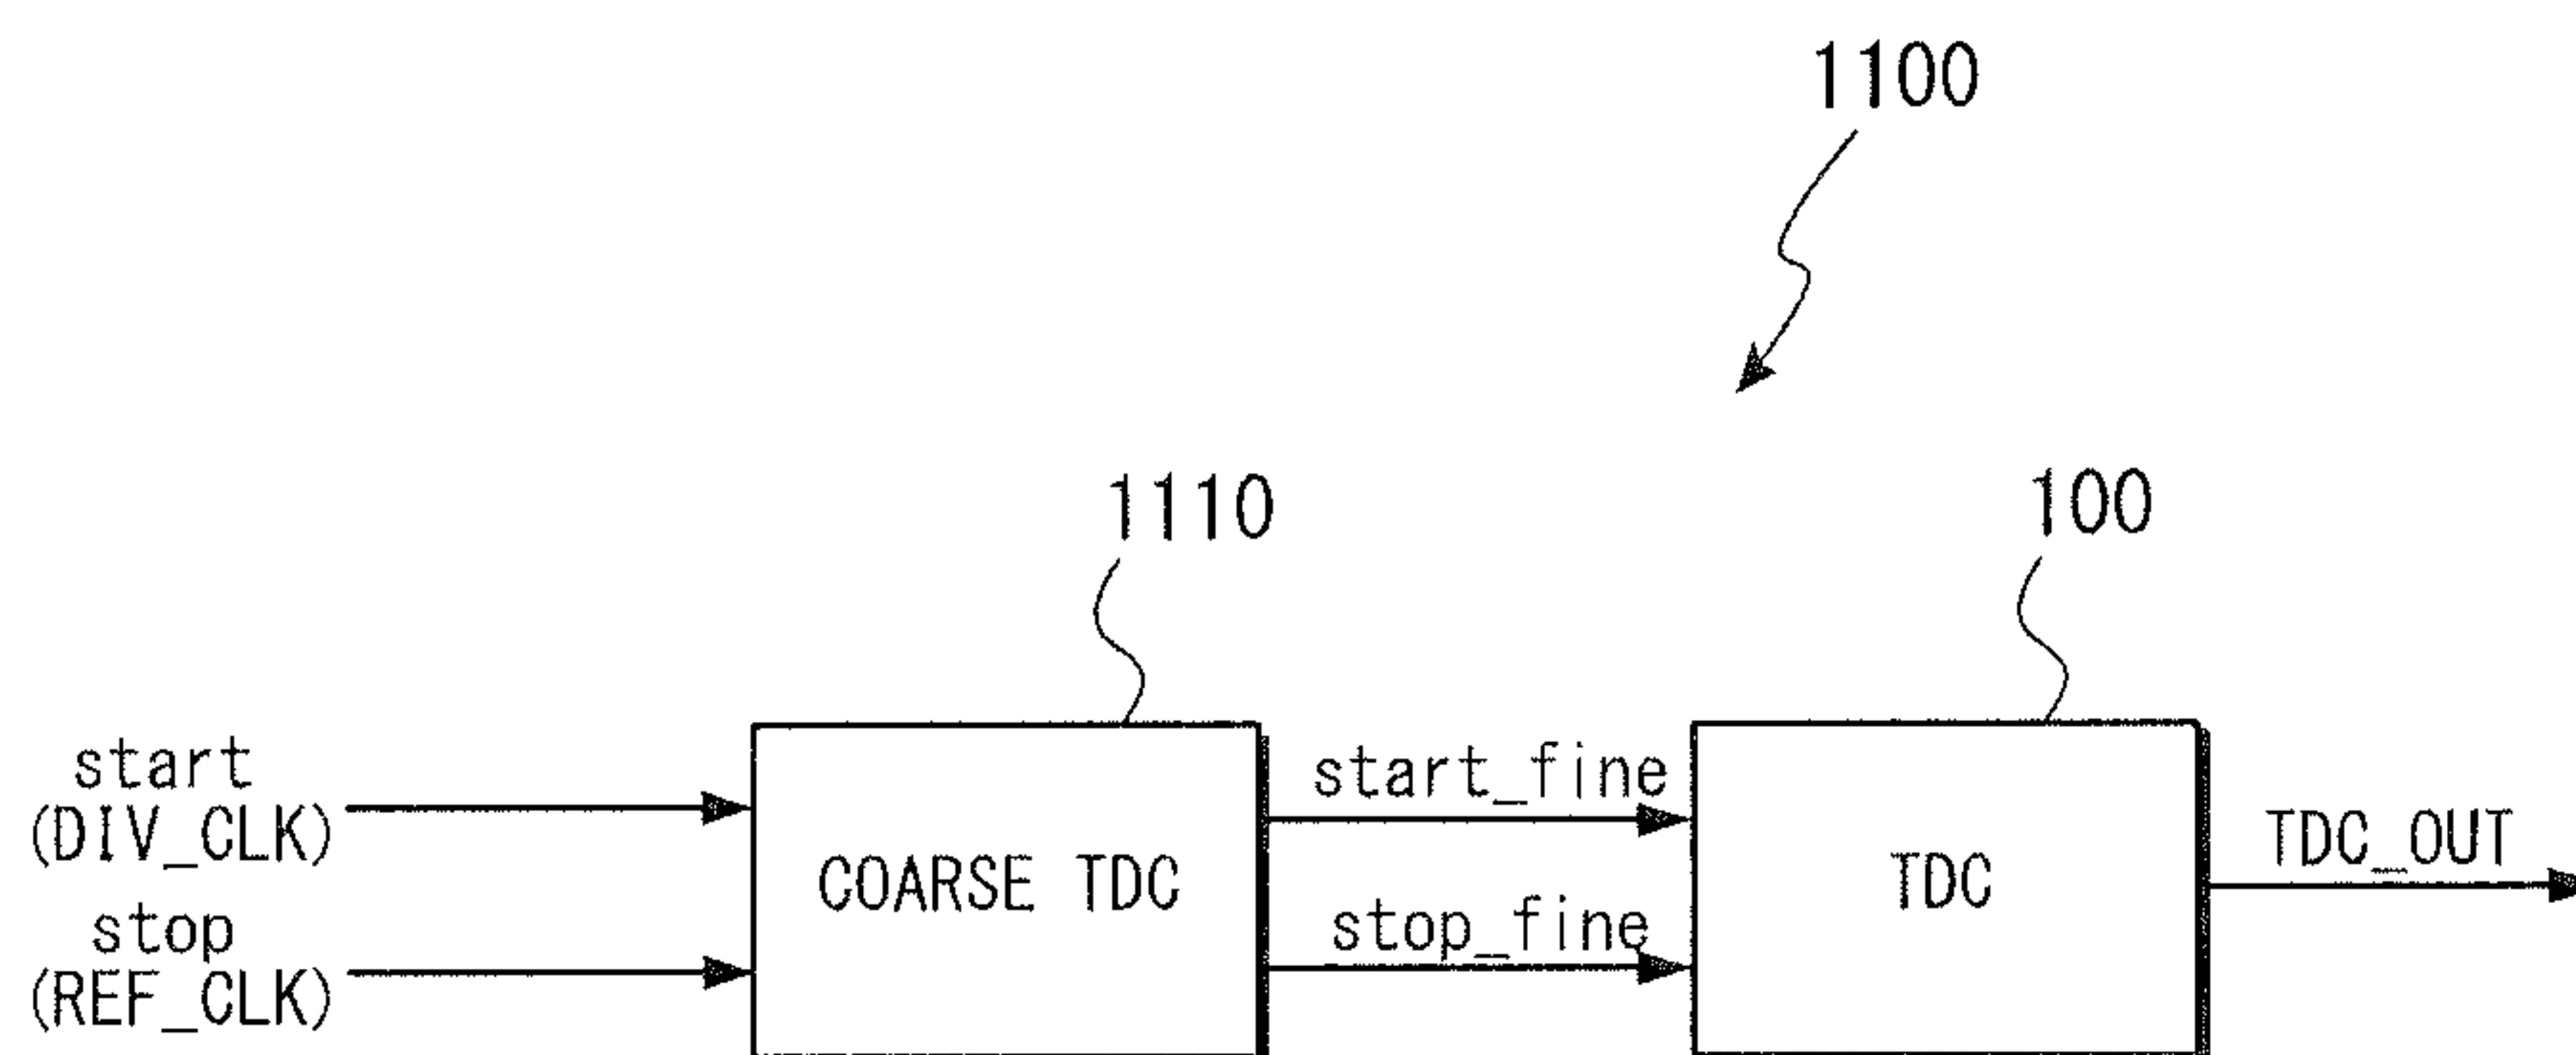 1100
1110
100
start
(DIV_CLK)
stop
(REF_CLK)
COARSE TDC
start_fine
stop_fine
TDC
TDC_OUT